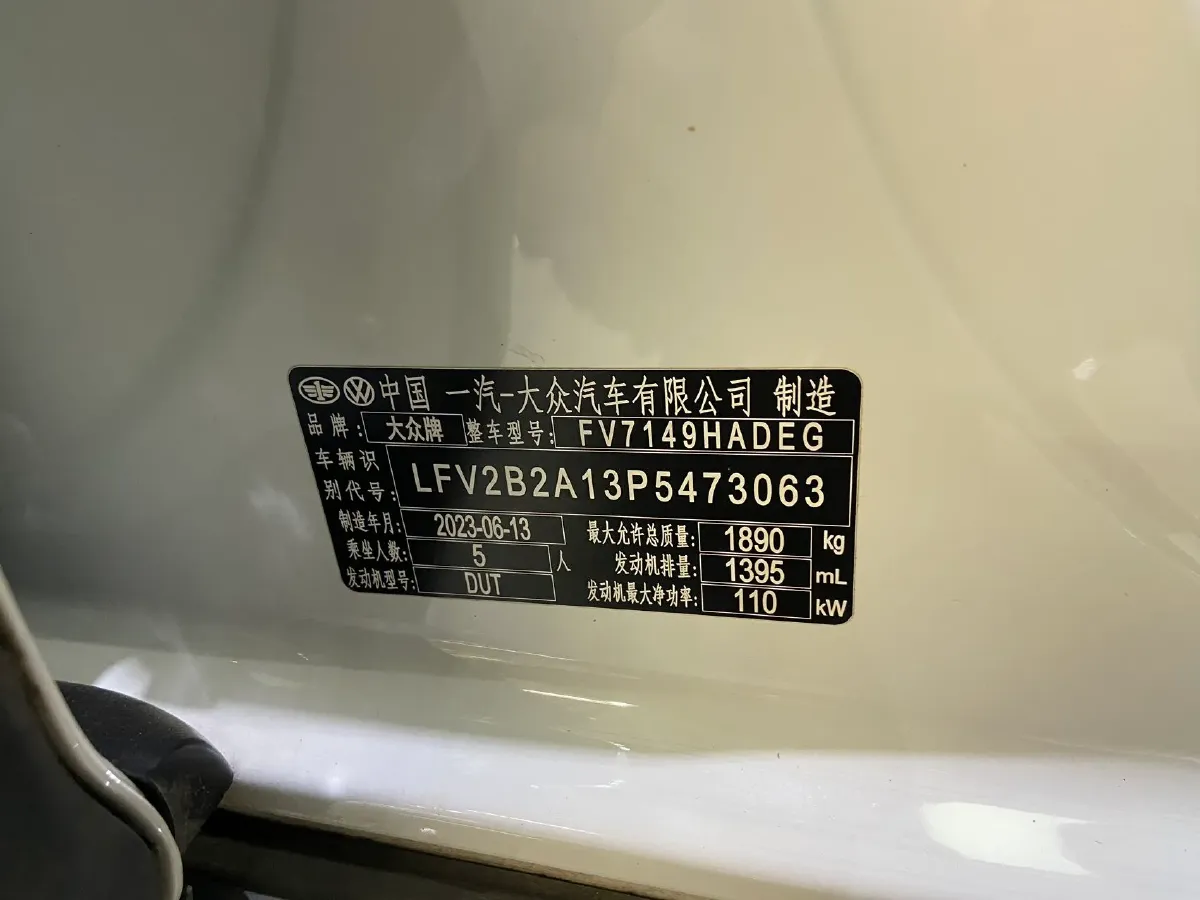 中国 一汽-大众汽车有限公司 制造
品牌: 大众牌 整车型号: FV7149HADEG
车辆识
别代号: LFV2B2A13P5473063
制造年月: 2023-06-13 最大允许总质量: 1890 kg
乘坐人数: 5 人 发动机排量: 1395 mL
发动机型号: DUT 发动机最大净功率: 110 kW